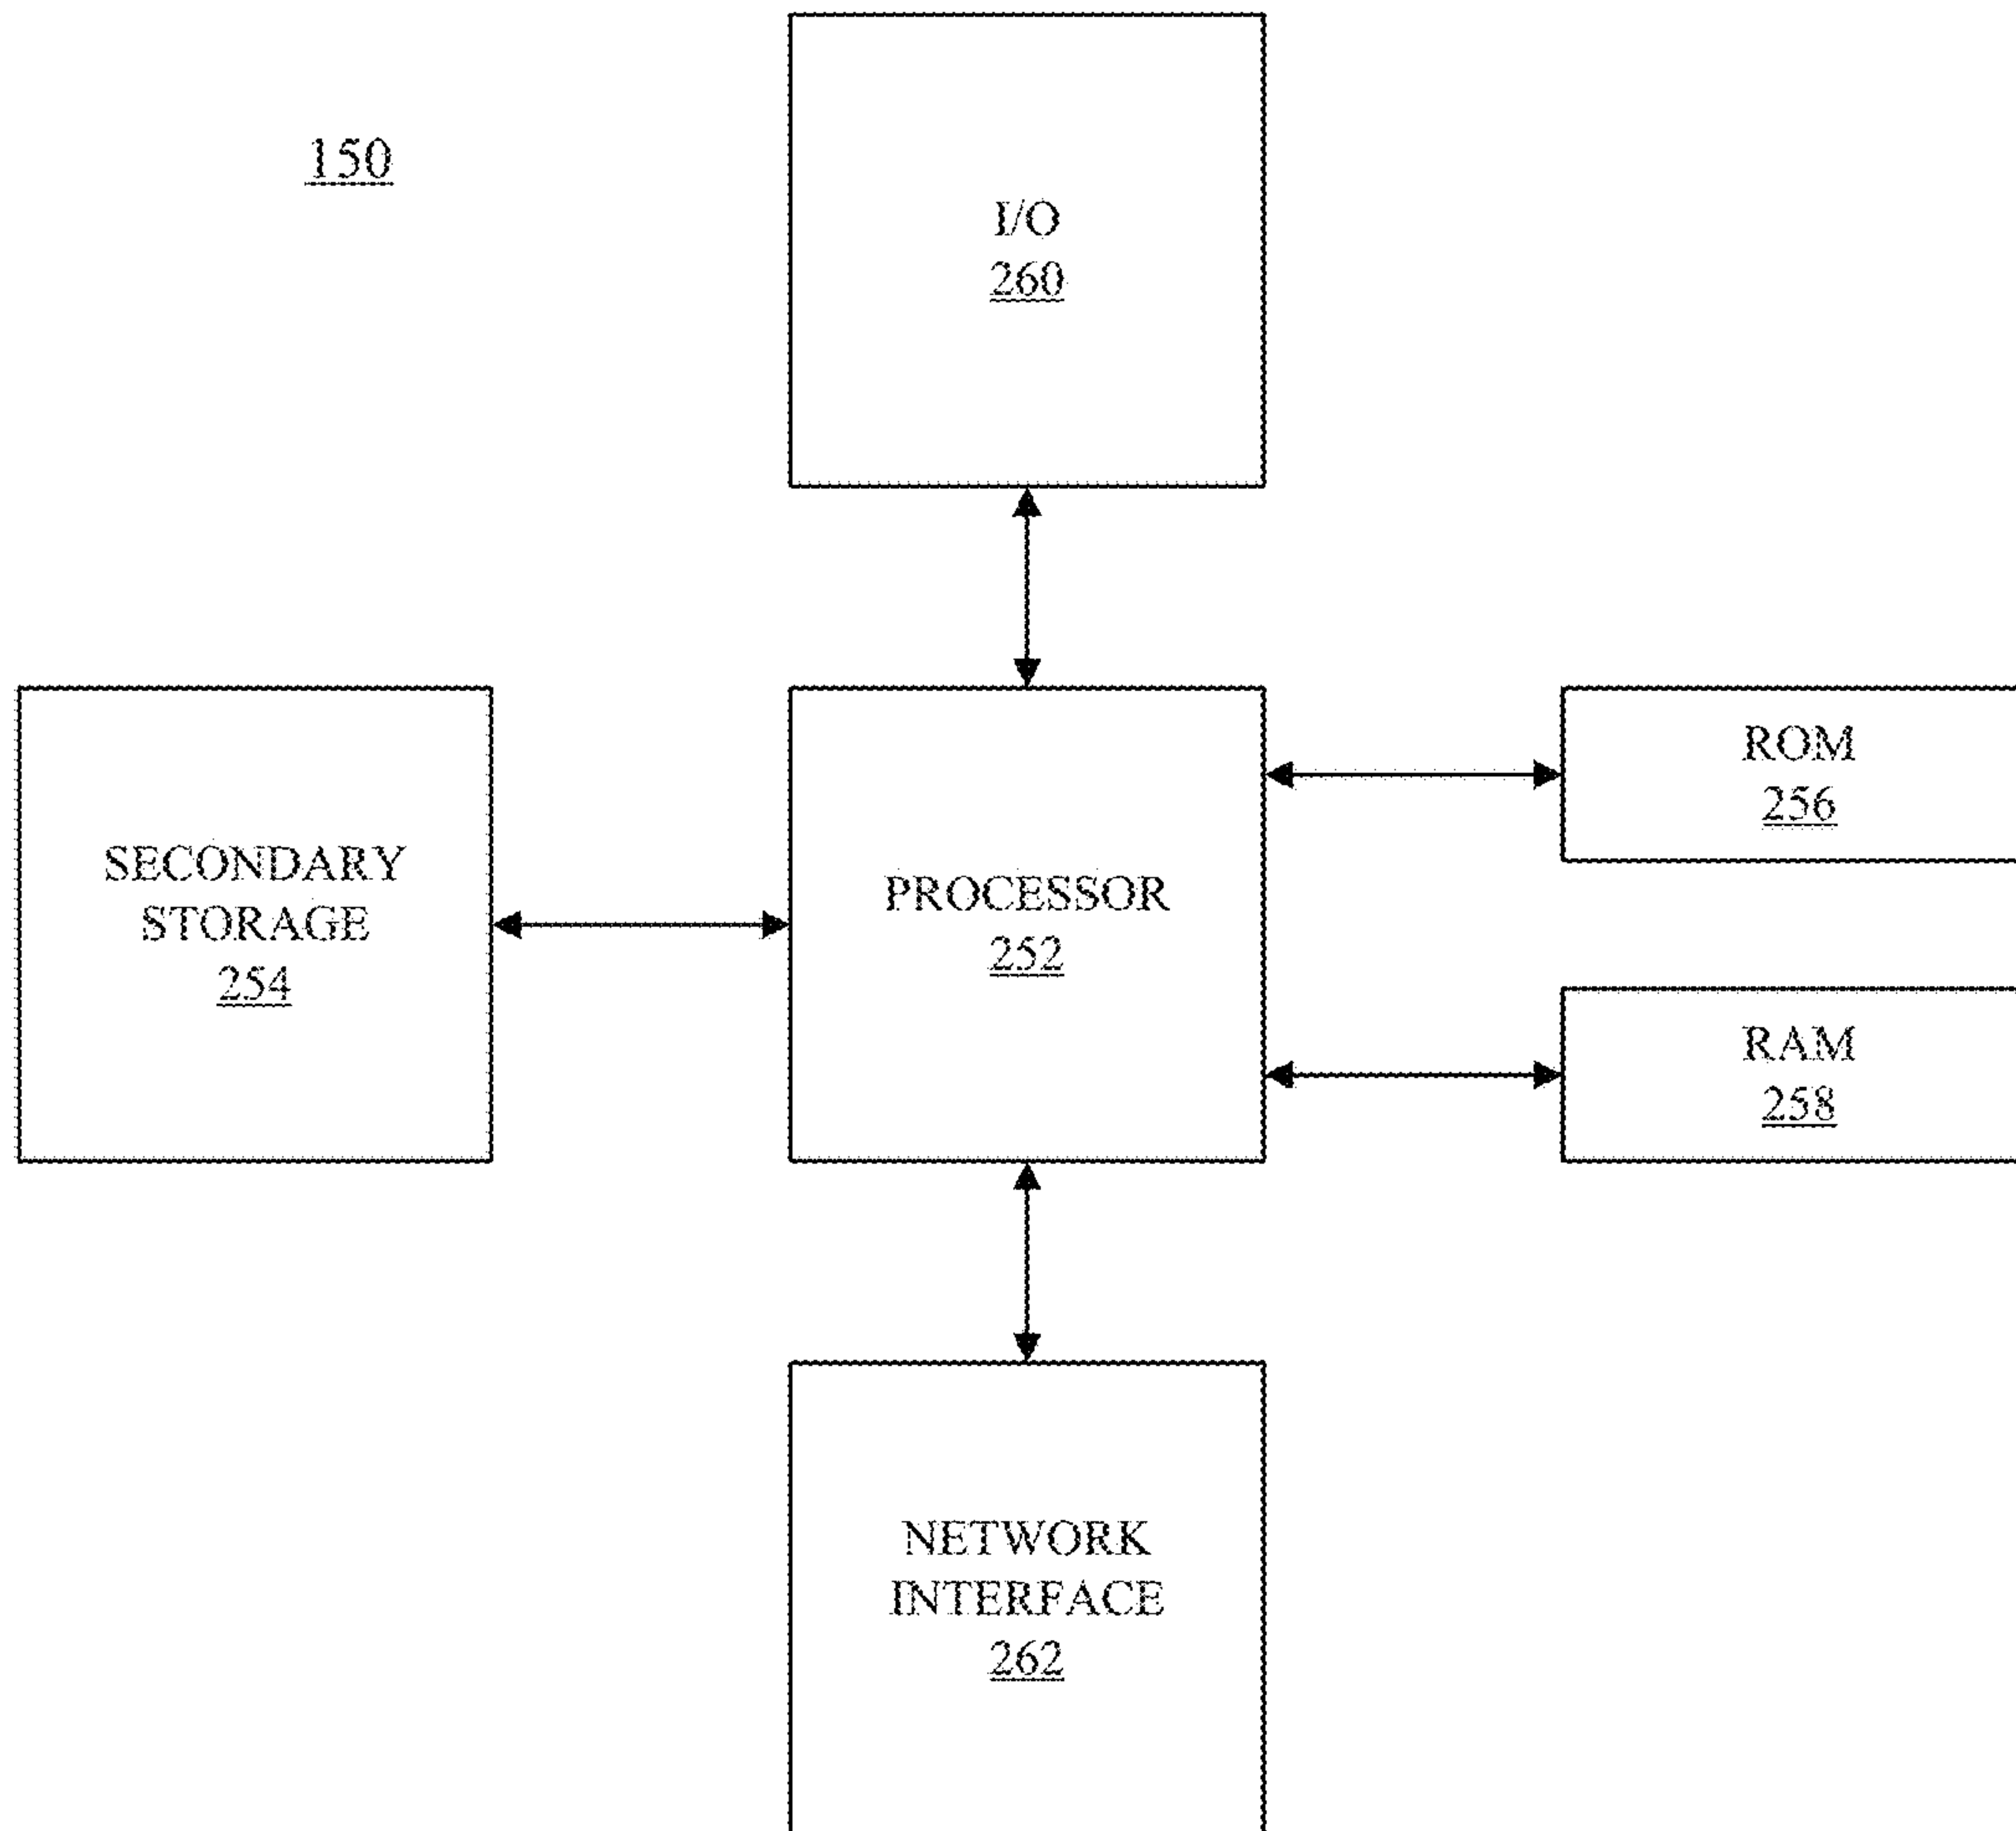 150
I/O
260
SECONDARY
STORAGE
254
PROCESSOR
252
ROM
256
RAM
258
NETWORK
INTERFACE
262